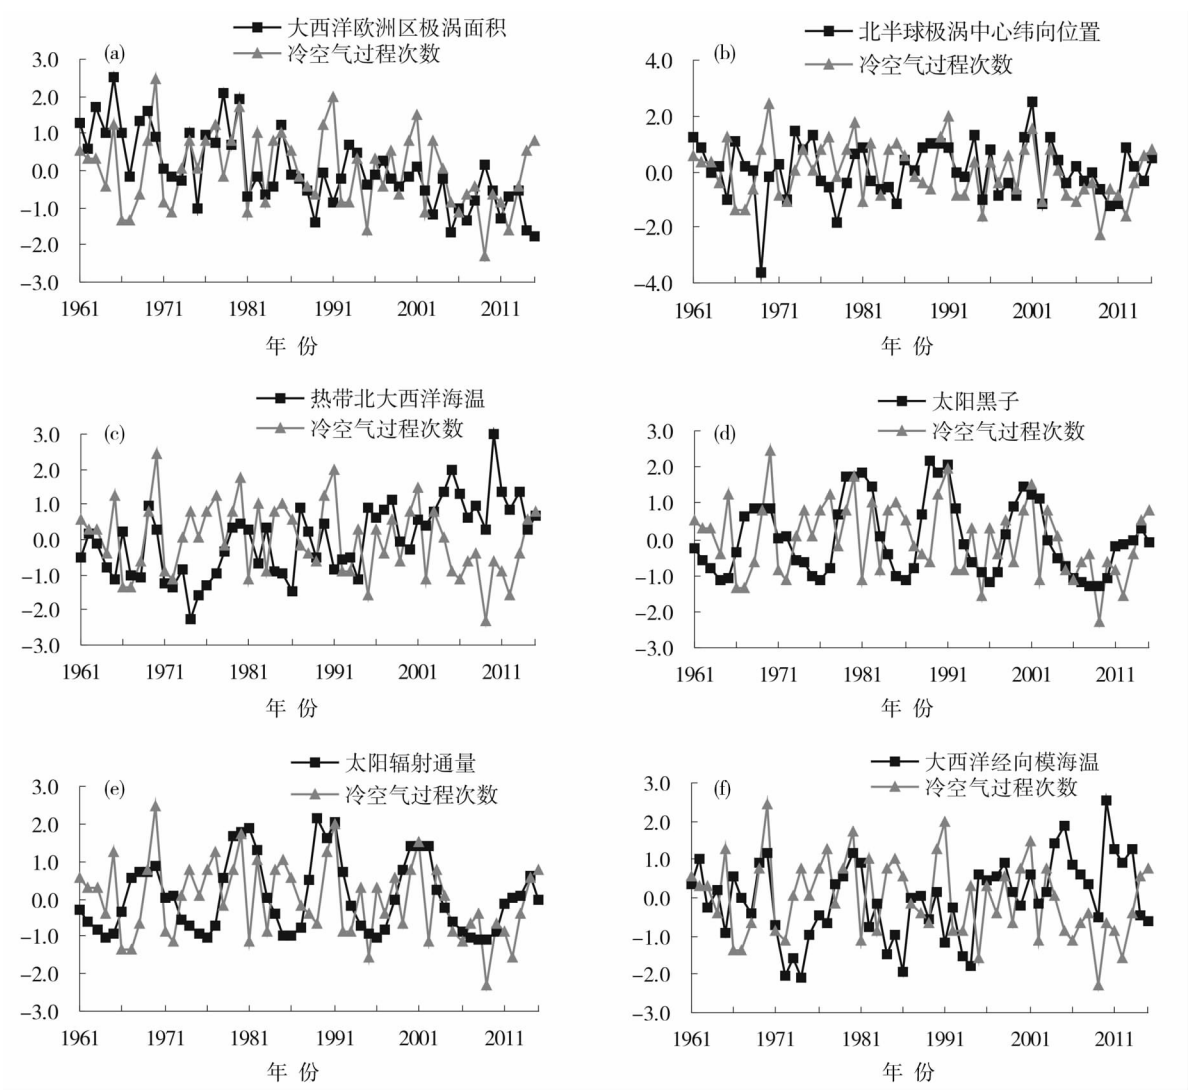 大西洋欧洲区极涡面积
冷空气过程次数
(a)
3.0
2.0
1.0
0.0
−1.0
−2.0
−3.0
1961 1971 1981 1991 2001 2011
年 份
北半球极涡中心纬向位置
冷空气过程次数
(b)
4.0
2.0
0.0
−2.0
−4.0
1961 1971 1981 1991 2001 2011
年 份
热带北大西洋海温
冷空气过程次数
(c)
3.0
2.0
1.0
0.0
−1.0
−2.0
−3.0
1961 1971 1981 1991 2001 2011
年 份
太阳黑子
冷空气过程次数
(d)
3.0
2.0
1.0
0.0
−1.0
−2.0
−3.0
1961 1971 1981 1991 2001 2011
年 份
太阳辐射通量
冷空气过程次数
(e)
3.0
2.0
1.0
0.0
−1.0
−2.0
−3.0
1961 1971 1981 1991 2001 2011
年 份
大西洋经向模海温
冷空气过程次数
(f)
3.0
2.0
1.0
0.0
−1.0
−2.0
−3.0
1961 1971 1981 1991 2001 2011
年 份